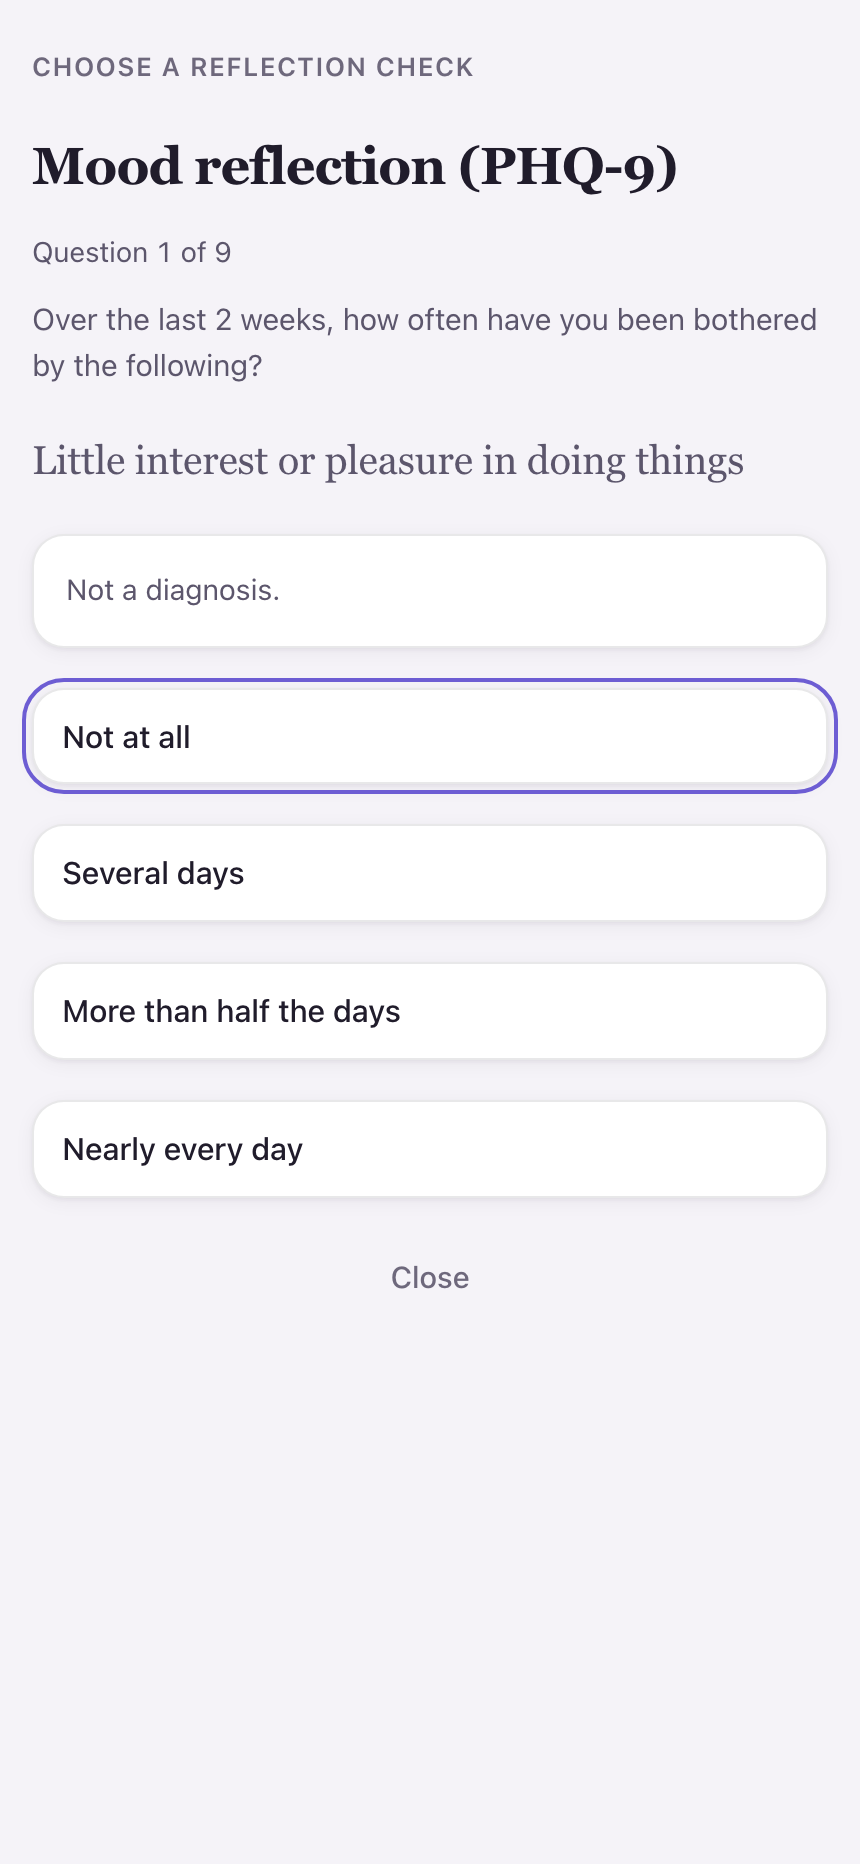 CHOOSE A REFLECTION CHECK
Mood reflection (PHQ-9)
Question 1 of 9
Over the last 2 weeks, how often have you been bothered
by the following?
Little interest or pleasure in doing things
Not a diagnosis.
Not at all
Several days
More than half the days
Nearly every day
Close